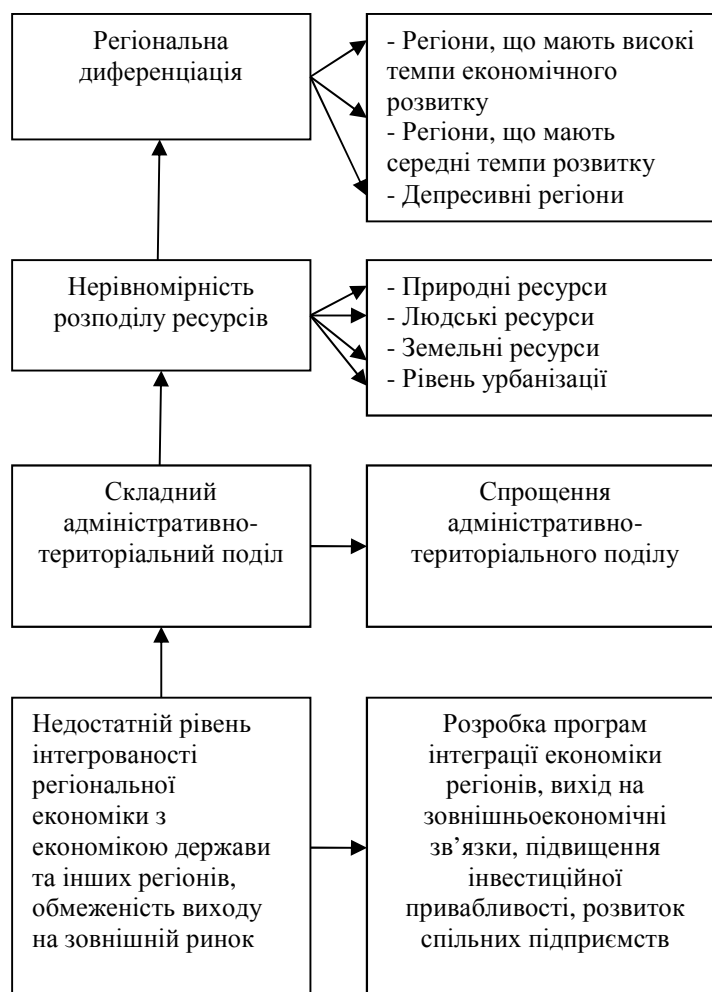 Регіональна
диференціація
- Регіони, що мають високі
темпи економічного
розвитку
- Регіони, що мають
середні темпи розвитку
- Депресивні регіони
Нерівномірність
розподілу ресурсів
- Природні ресурси
- Людські ресурси
- Земельні ресурси
- Рівень урбанізації
Складний
адміністративно-
територіальний поділ
Спрощення
адміністративно-
територіального поділу
Недостатній рівень
інтегрованості
регіональної
економіки з
економікою держави
та інших регіонів,
обмеженість виходу
на зовнішній ринок
Розробка програм
інтеграції економіки
регіонів, вихід на
зовнішньоекономічні
зв’язки, підвищення
інвестиційної
привабливості, розвиток
спільних підприємств